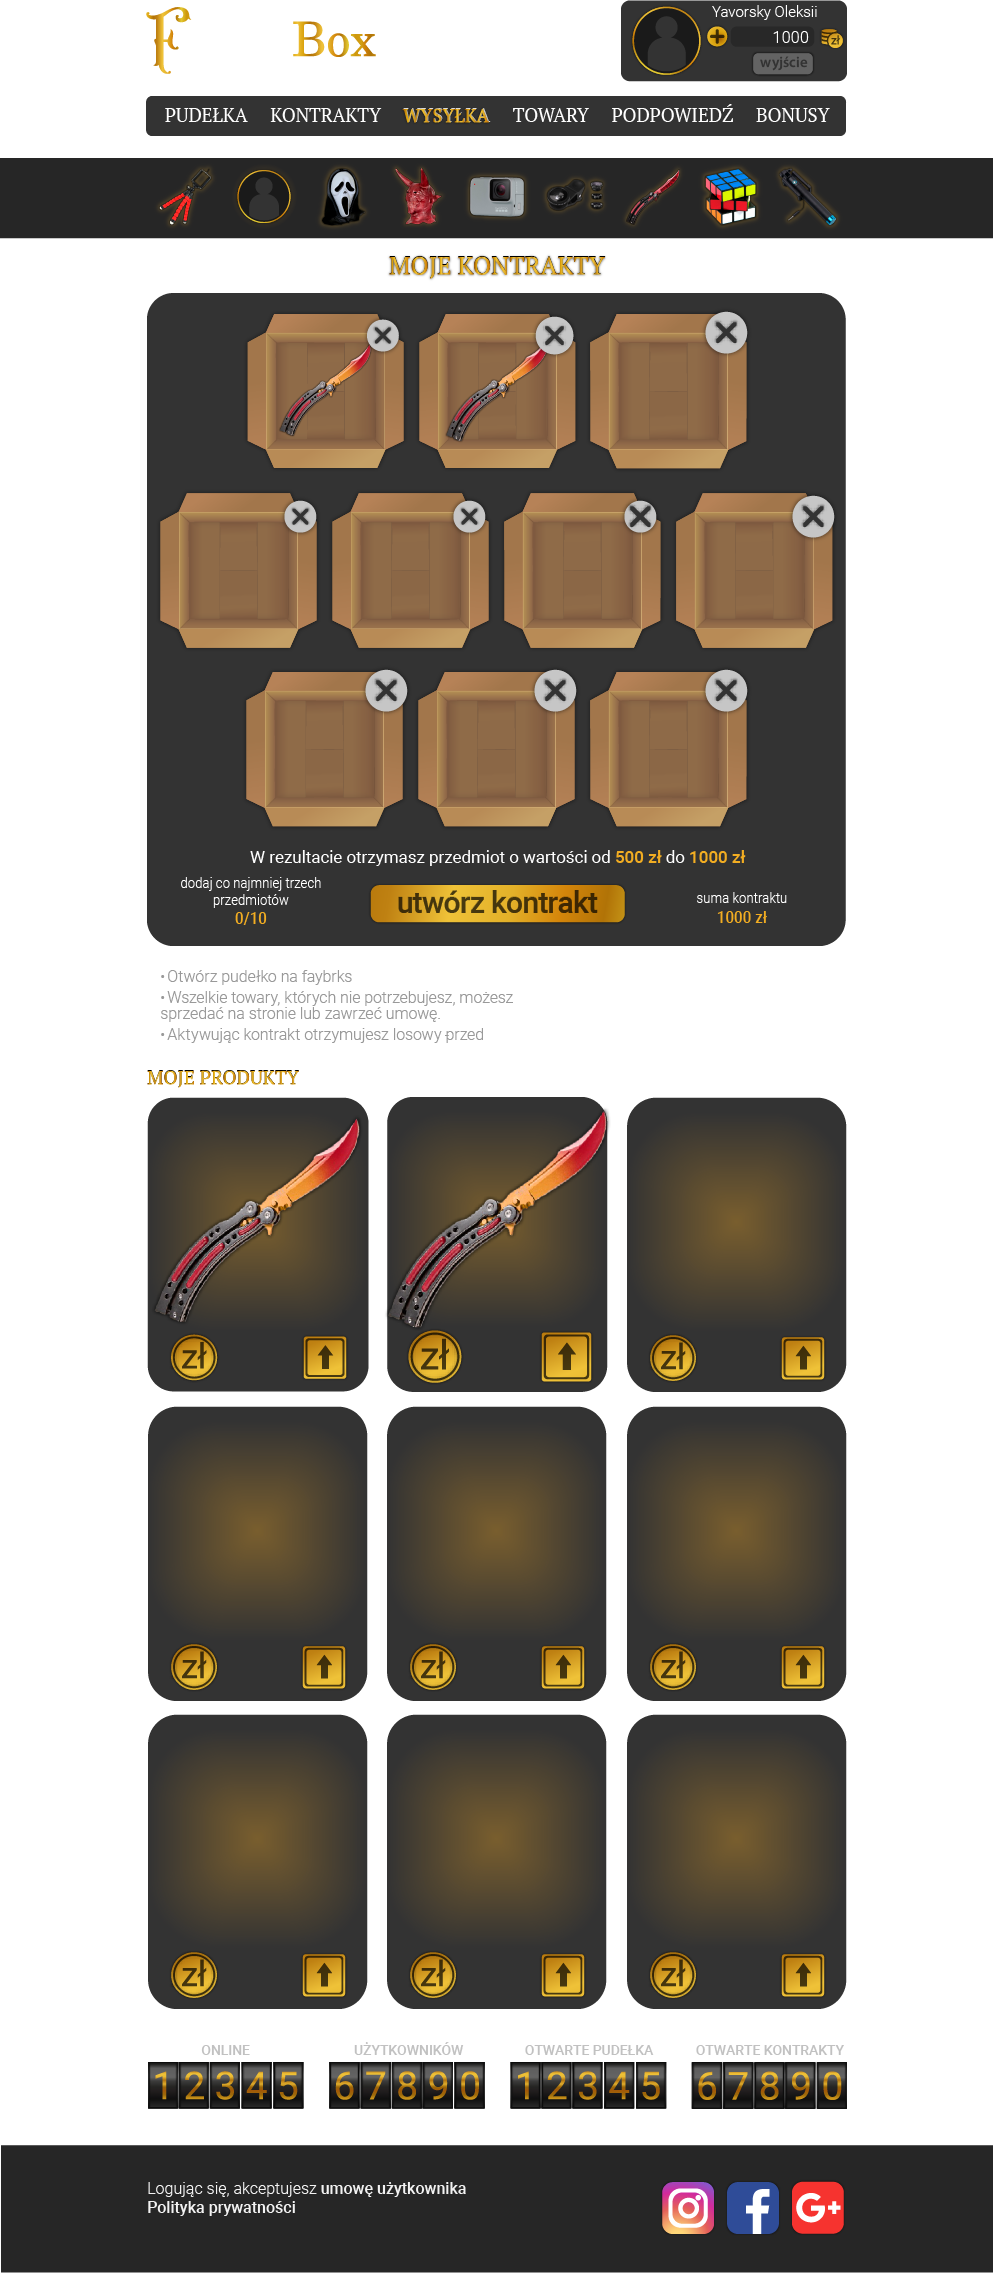 F Box
Yavorsky Oleksii
1000
zł
wyjście
PUDEŁKA KONTRAKTY WYSYŁKA TOWARY PODPOWIEDŹ BONUSY
MOJE KONTRAKTY
W rezultacie otrzymasz przedmiot o wartości od 500 zł do 1000 zł
dodaj co najmniej trzech
przedmiotów
0/10
utwórz kontrakt
suma kontraktu
1000 zł
• Otwórz pudełko na faybrks
• Wszelkie towary, których nie potrzebujesz, możesz
sprzedać na stronie lub zawrzeć umowę.
• Aktywując kontrakt otrzymujesz losowy przed
MOJE PRODUKTY
zł zł zł
zł zł zł
zł zł zł
ONLINE UŻYTKOWNIKÓW OTWARTE PUDEŁKA OTWARTE KONTRAKTY
12345 67890 12345 67890
Logując się, akceptujesz umowę użytkownika
Polityka prywatności
G+